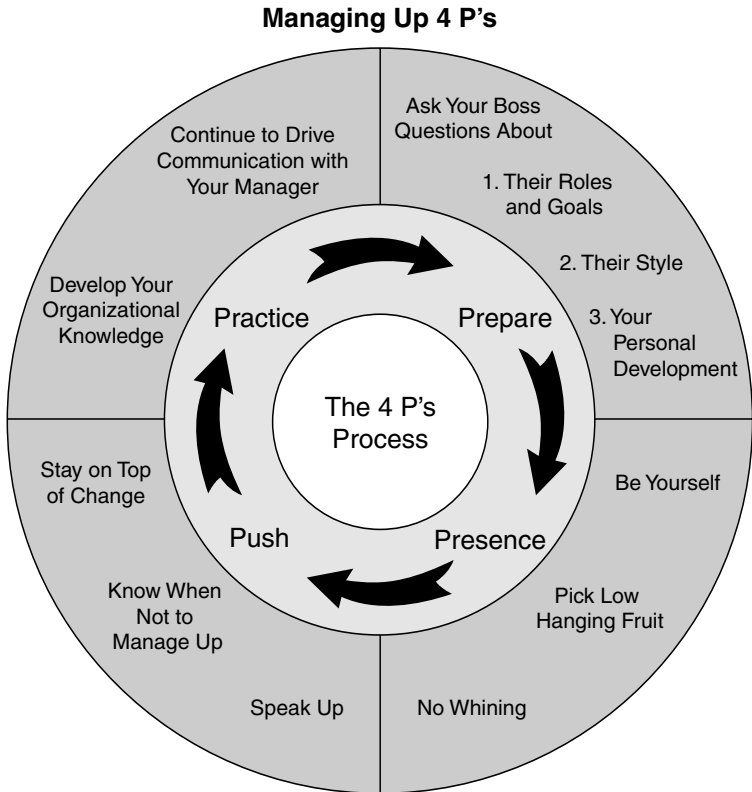 Managing Up 4 P's
Ask Your Boss
Questions About
1. Their Roles
and Goals
2. Their Style
3. Your
Personal
Development
Be Yourself
Pick Low
Hanging Fruit
No Whining
Speak Up
Know When
Not to
Manage Up
Stay on Top
of Change
Develop Your
Organizational
Knowledge
Continue to Drive
Communication with
Your Manager
Practice
Prepare
Presence
Push
The 4 P's
Process